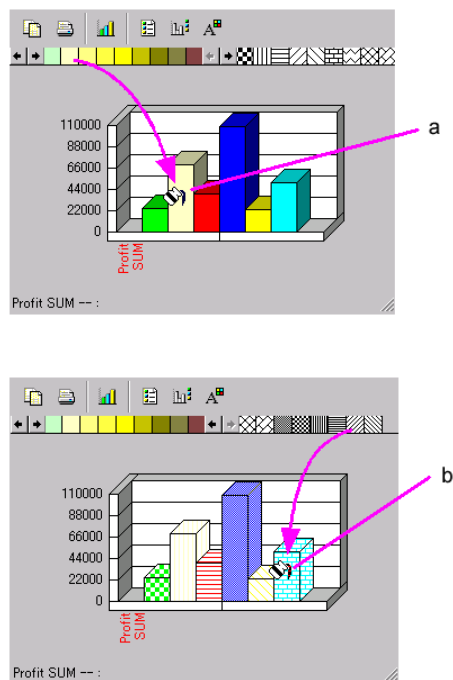 A
110000
88000
66000
44000
22000
0
Profit
SUM
Profit SUM -- :
a
A
110000
88000
66000
44000
22000
0
Profit
SUM
Profit SUM -- :
b